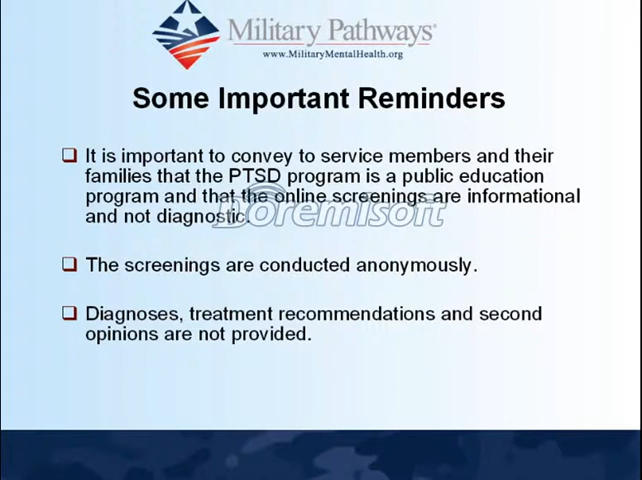 Military Pathways®
www.MilitaryMentalHealth.org
Some Important Reminders
It is important to convey to service members and their
families that the PTSD program is a public education
program and that the online screenings are informational
and not diagnostic.
Doremisoft
The screenings are conducted anonymously.
Diagnoses, treatment recommendations and second
opinions are not provided.